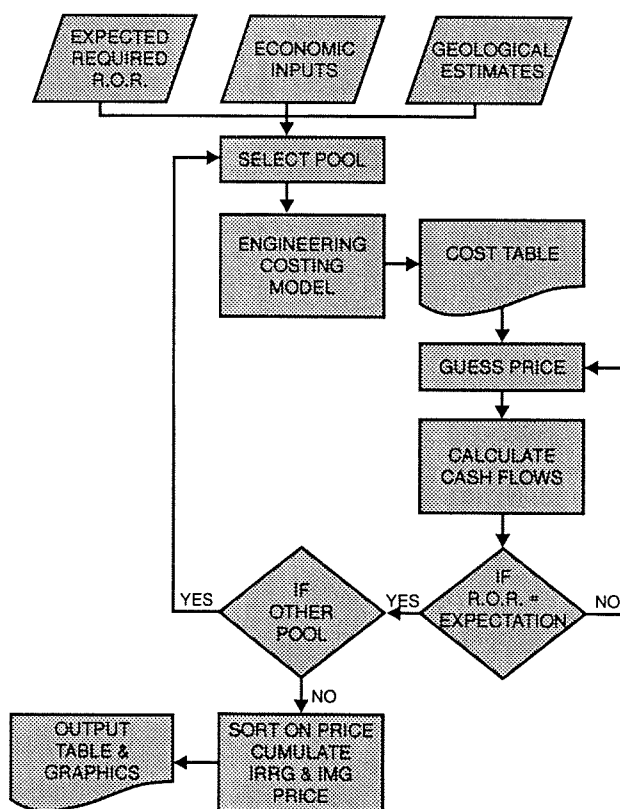 EXPECTED
REQUIRED
R.O.R.
ECONOMIC
INPUTS
GEOLOGICAL
ESTIMATES
SELECT POOL
ENGINEERING
COSTING
MODEL
COST TABLE
GUESS PRICE
CALCULATE
CASH FLOWS
IF
R.O.R. =
EXPECTATION
NO
YES
IF
OTHER
POOL
YES
NO
SORT ON PRICE
CUMULATE
IRRG & IMG
PRICE
OUTPUT
TABLE &
GRAPHICS